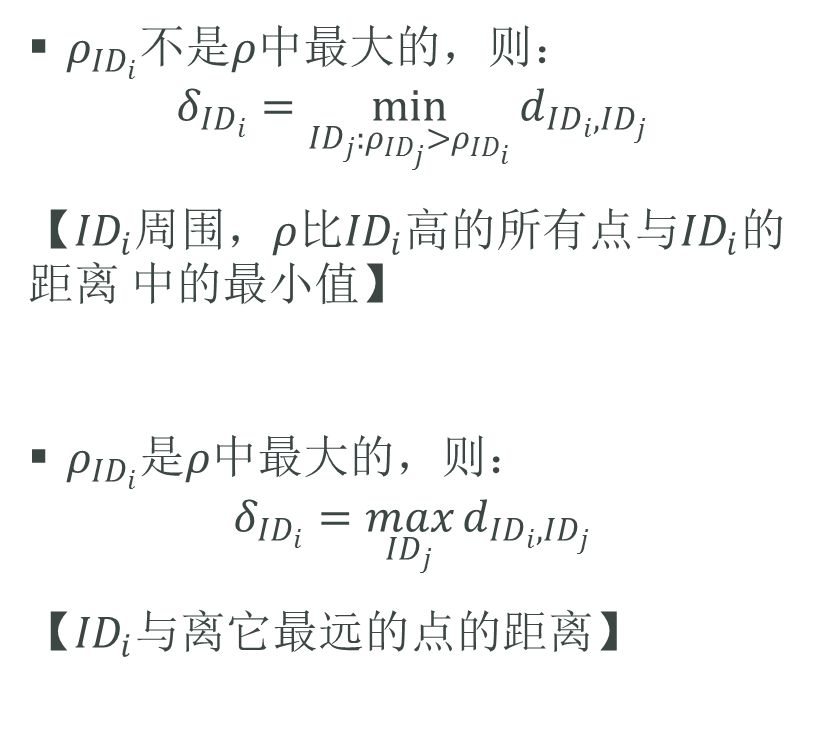 ▪ $\rho_{ID_i}$不是$\rho$中最大的，则：
$\delta_{ID_i} = \min_{ID_j:\rho_{ID_j}>\rho_{ID_i}} d_{ID_i,ID_j}$
【$ID_i$周围，$\rho$比$ID_i$高的所有点与$ID_i$的
距离 中的最小值】
▪ $\rho_{ID_i}$是$\rho$中最大的，则：
$\delta_{ID_i} = \underset{ID_j}{max}\, d_{ID_i,ID_j}$
【$ID_i$与离它最远的点的距离】